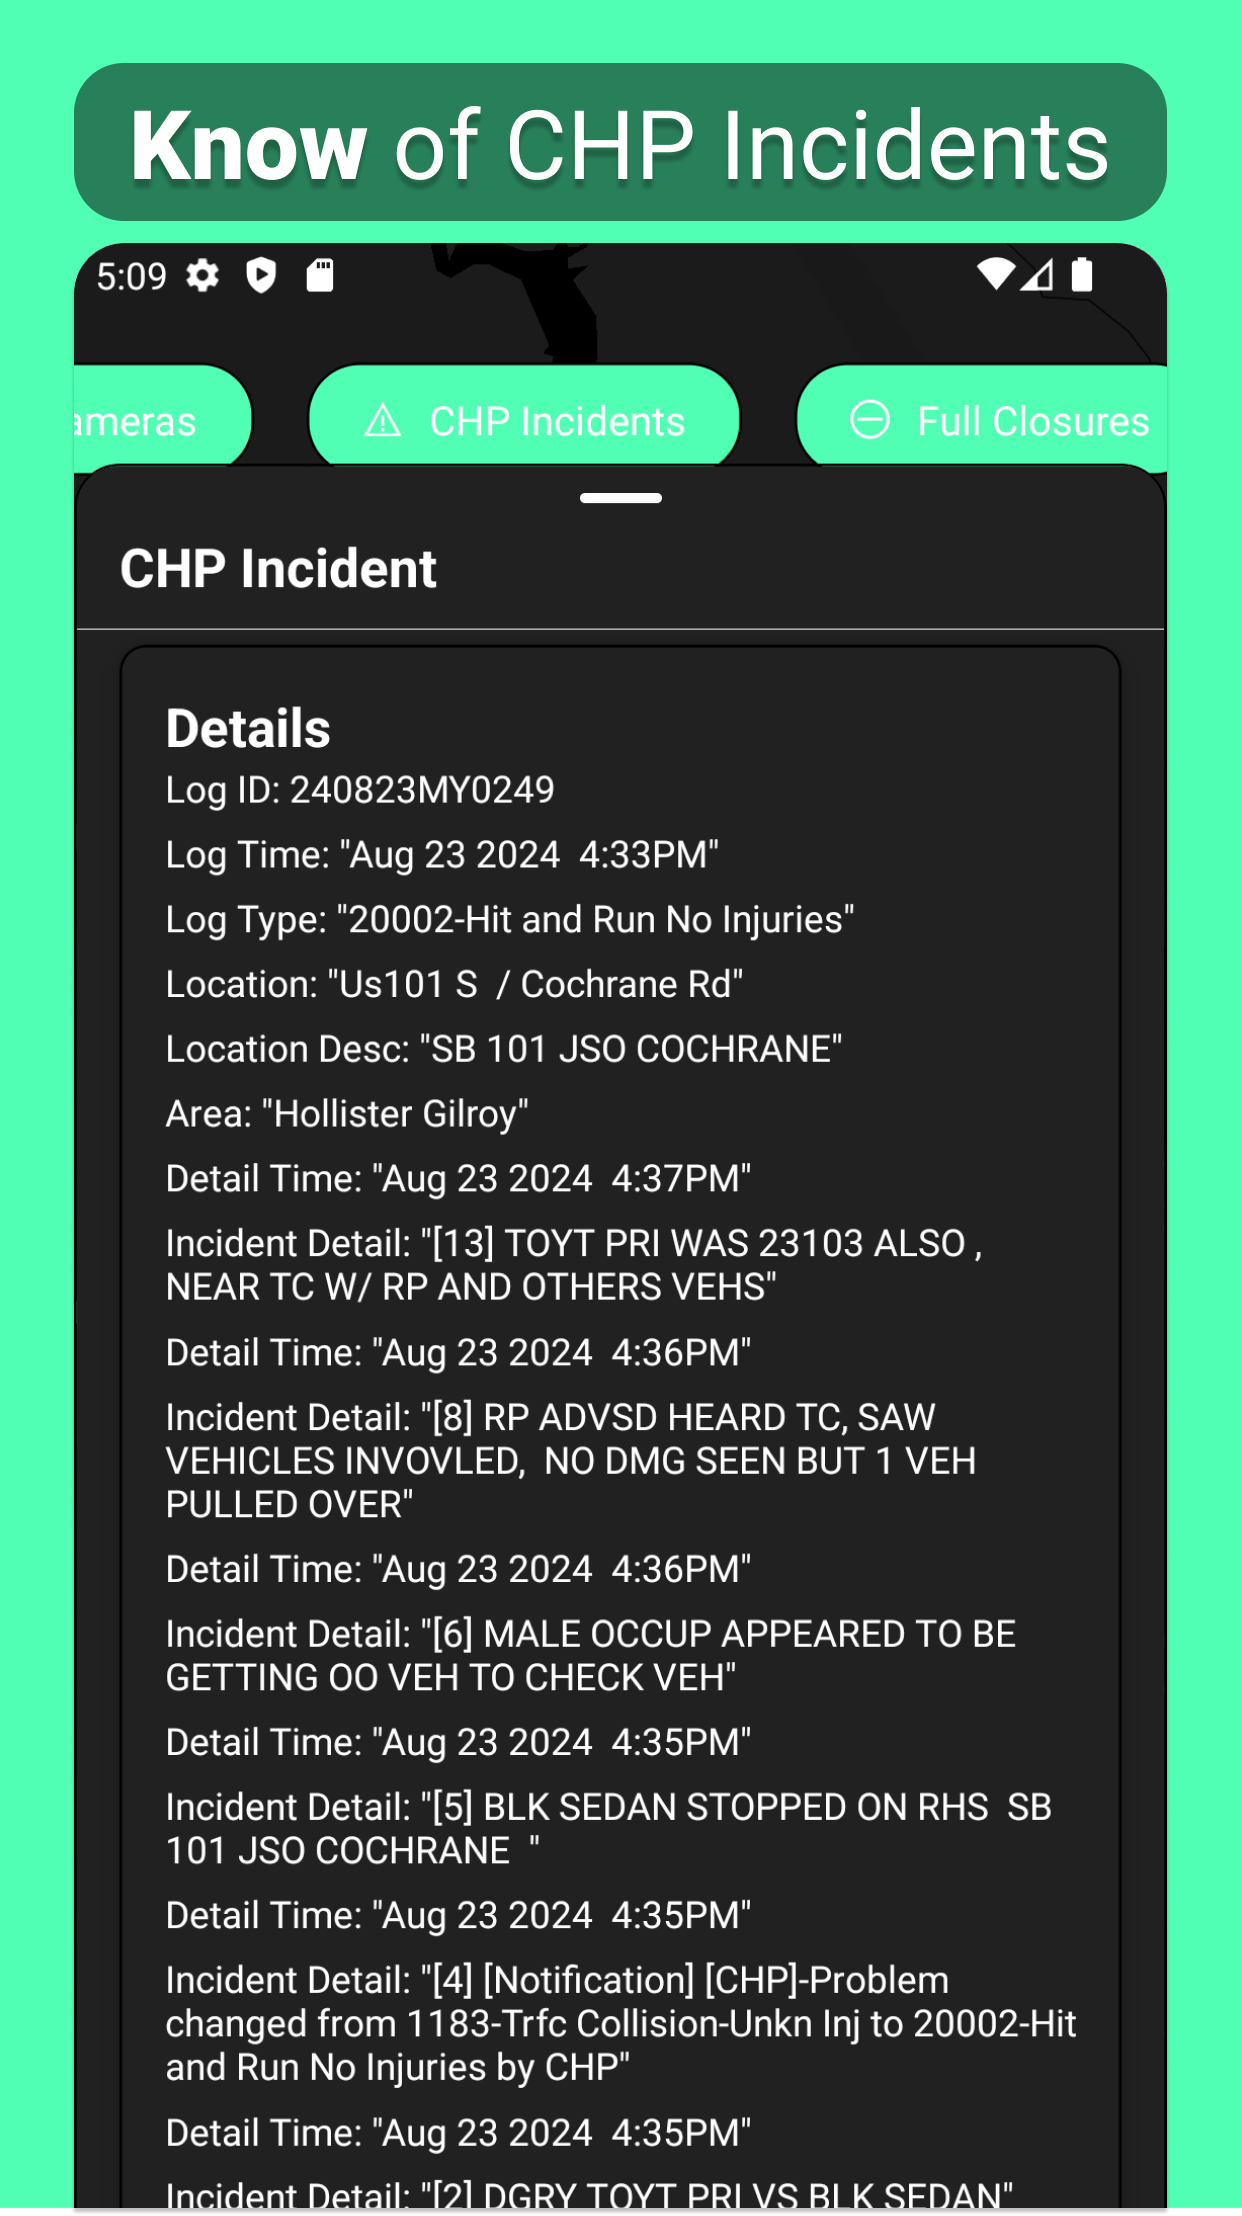 Know of CHP Incidents
5:09
ameras
CHP Incidents
Full Closures
CHP Incident
Details
Log ID: 240823MY0249
Log Time: "Aug 23 2024  4:33PM"
Log Type: "20002-Hit and Run No Injuries"
Location: "Us101 S  / Cochrane Rd"
Location Desc: "SB 101 JSO COCHRANE"
Area: "Hollister Gilroy"
Detail Time: "Aug 23 2024  4:37PM"
Incident Detail: "[13] TOYT PRI WAS 23103 ALSO ,
NEAR TC W/ RP AND OTHERS VEHS"
Detail Time: "Aug 23 2024  4:36PM"
Incident Detail: "[8] RP ADVSD HEARD TC, SAW
VEHICLES INVOVLED,  NO DMG SEEN BUT 1 VEH
PULLED OVER"
Detail Time: "Aug 23 2024  4:36PM"
Incident Detail: "[6] MALE OCCUP APPEARED TO BE
GETTING OO VEH TO CHECK VEH"
Detail Time: "Aug 23 2024  4:35PM"
Incident Detail: "[5] BLK SEDAN STOPPED ON RHS  SB
101 JSO COCHRANE  "
Detail Time: "Aug 23 2024  4:35PM"
Incident Detail: "[4] [Notification] [CHP]-Problem
changed from 1183-Trfc Collision-Unkn Inj to 20002-Hit
and Run No Injuries by CHP"
Detail Time: "Aug 23 2024  4:35PM"
Incident Detail: "[2] DGRY TOYT PRI VS BLK SEDAN"